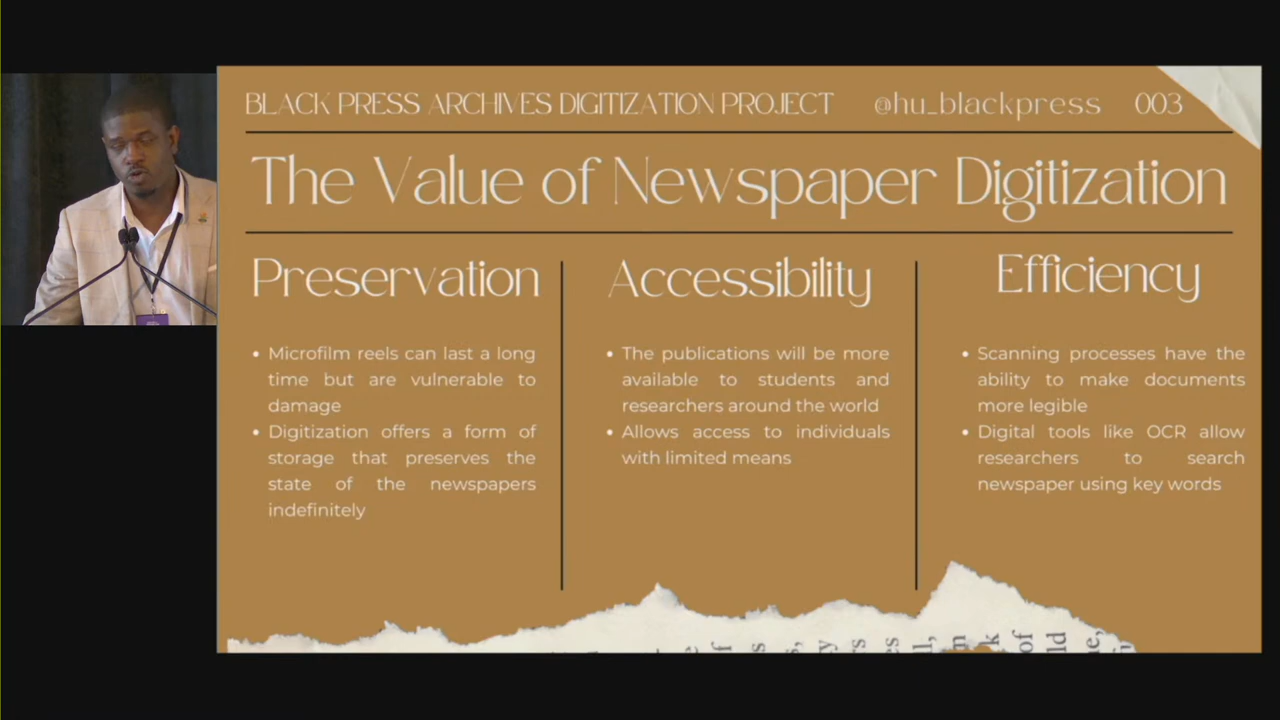 BLACK PRESS ARCHIVES DIGITIZATION PROJECT @hu_blackpress 003
The Value of Newspaper Digitization
Preservation
• Microfilm reels can last a long
time but are vulnerable to
damage
• Digitization offers a form of
storage that preserves the
state of the newspapers
indefinitely
Accessibility
• The publications will be more
available to students and
researchers around the world
• Allows access to individuals
with limited means
Efficiency
• Scanning processes have the
ability to make documents
more legible
• Digital tools like OCR allow
researchers to search
newspaper using key words